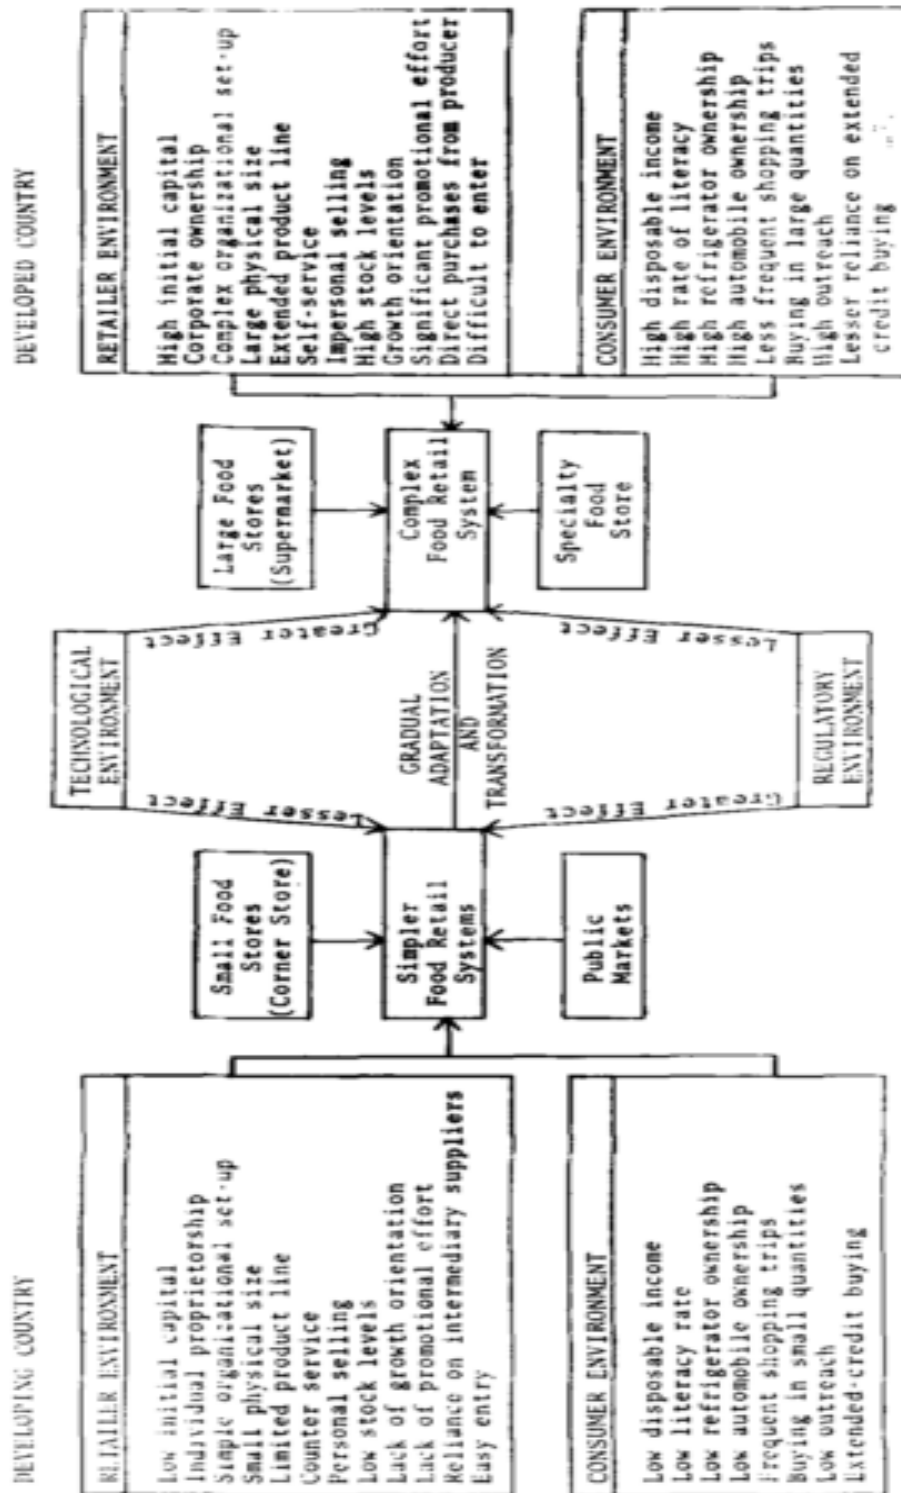 DEVELOPING COUNTRY
RETAILER ENVIRONMENT
Low initial capital
Individual proprietorship
Simple organizational set-up
Small physical size
Limited product line
Counter service
Personal selling
Low stock levels
Lack of growth orientation
Lack of promotional effort
Reliance on intermediary suppliers
Easy entry
CONSUMER ENVIRONMENT
Low disposable income
Low literacy rate
Low refrigerator ownership
Low automobile ownership
Frequent shopping trips
Buying in small quantities
Low outreach
Extended-credit buying
Small Food
Stores
(Corner Store)
Simpler
Food Retail
Systems
Public
Markets
TECHNOLOGICAL
ENVIRONMENT
Lesser Effect
Greater Effect
GRADUAL
ADAPTATION
AND
TRANSFORMATION
Greater Effect
Lesser Effect
REGULATORY
ENVIRONMENT
Large Food
Stores
(Supermarket)
Complex
Food Retail
System
Specialty
Food
Store
DEVELOPED COUNTRY
RETAILER ENVIRONMENT
High initial capital
Corporate ownership
Complex organizational set-up
Large physical size
Extended product line
Self-service
Impersonal selling
High stock levels
Growth orientation
Significant promotional effort
Direct purchases from producer
Difficult to enter
CONSUMER ENVIRONMENT
High disposable income
High rate of literacy
High refrigerator ownership
High automobile ownership
Less frequent shopping trips
Buying in large quantities
High outreach
Lesser reliance on extended
credit buying